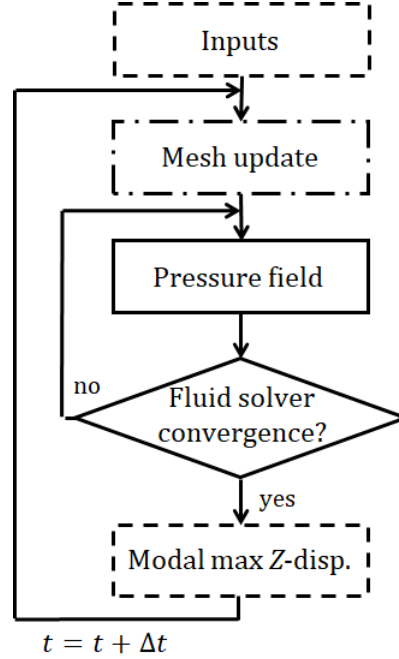 Inputs
Mesh update
Pressure field
Fluid solver
convergence?
no
yes
Modal max Z-disp.
t = t + Δt